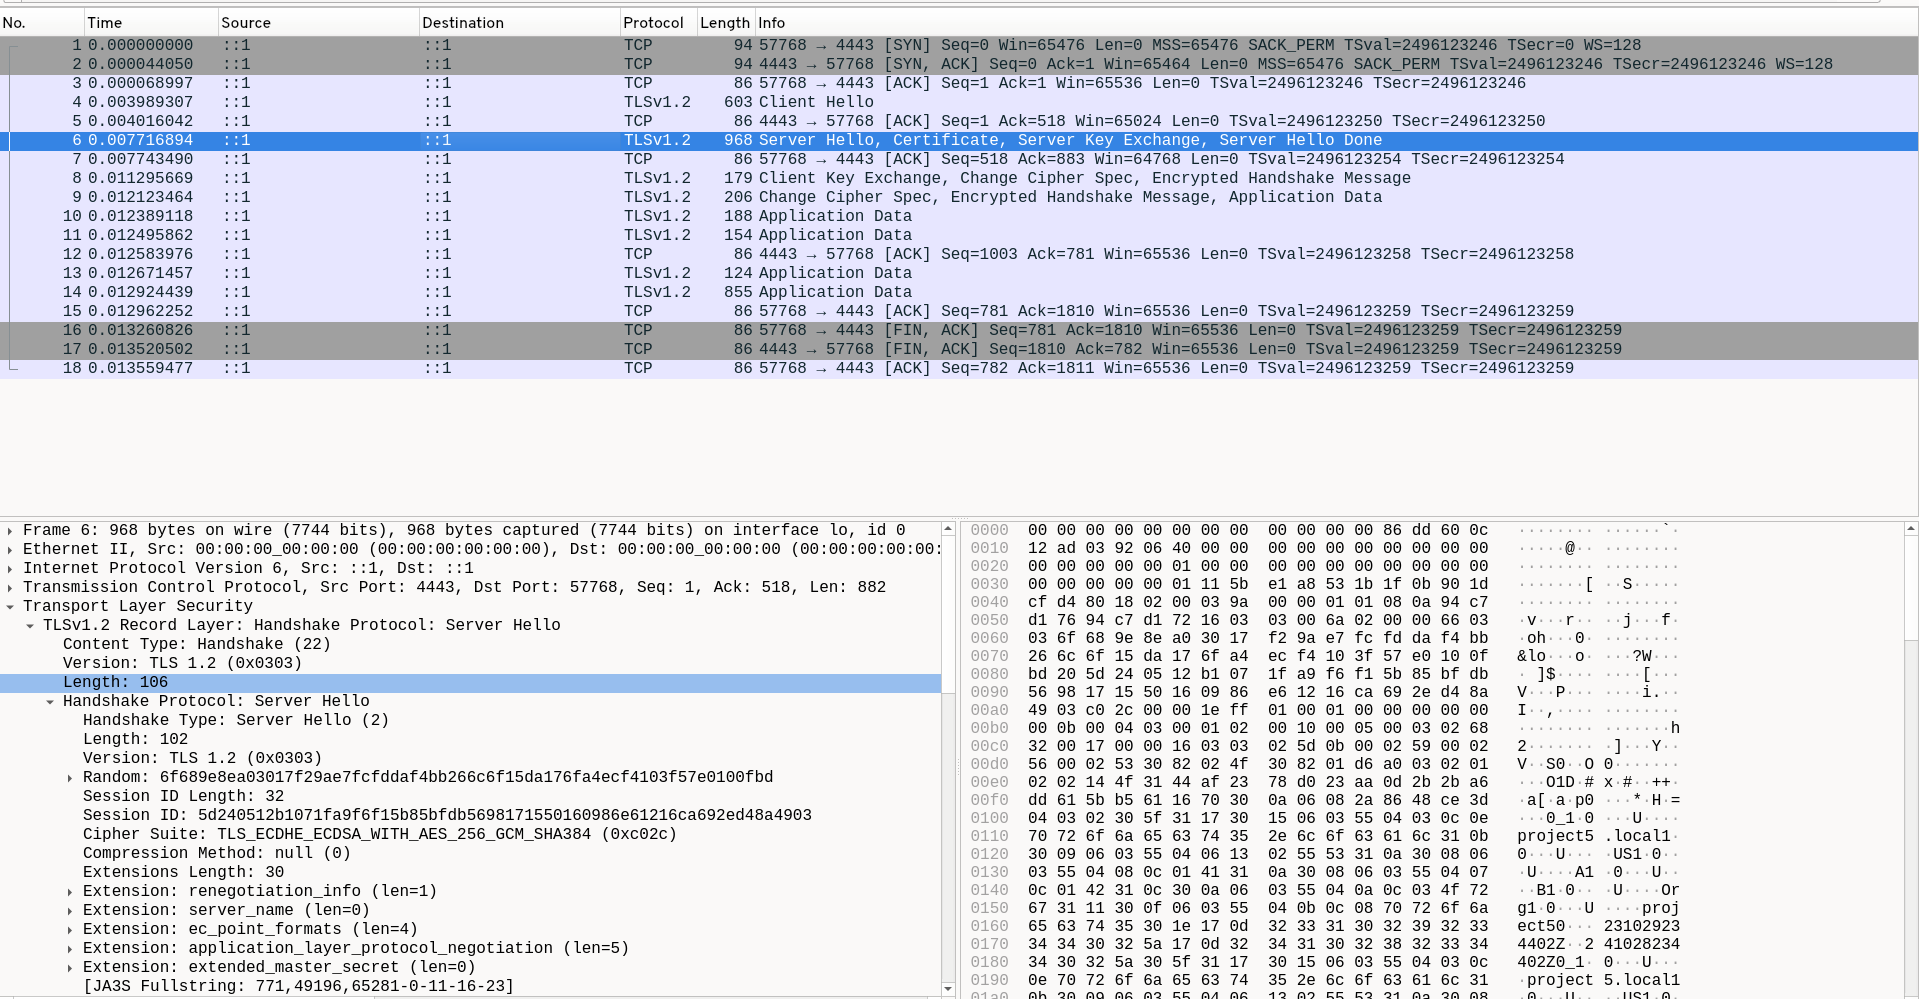 No. Time Source Destination Protocol Length Info
1 0.000000000 ::1 ::1 TCP 94 57768 → 4443 [SYN] Seq=0 Win=65476 Len=0 MSS=65476 SACK_PERM TSval=2496123246 TSecr=0 WS=128
2 0.000044050 ::1 ::1 TCP 94 4443 → 57768 [SYN, ACK] Seq=0 Ack=1 Win=65464 Len=0 MSS=65476 SACK_PERM TSval=2496123246 TSecr=2496123246 WS=128
3 0.000068997 ::1 ::1 TCP 86 57768 → 4443 [ACK] Seq=1 Ack=1 Win=65536 Len=0 TSval=2496123246 TSecr=2496123246
4 0.003989307 ::1 ::1 TLSv1.2 603 Client Hello
5 0.004016042 ::1 ::1 TCP 86 4443 → 57768 [ACK] Seq=1 Ack=518 Win=65024 Len=0 TSval=2496123250 TSecr=2496123250
6 0.007716894 ::1 ::1 TLSv1.2 968 Server Hello, Certificate, Server Key Exchange, Server Hello Done
7 0.007743490 ::1 ::1 TCP 86 57768 → 4443 [ACK] Seq=518 Ack=883 Win=64768 Len=0 TSval=2496123254 TSecr=2496123254
8 0.011295669 ::1 ::1 TLSv1.2 179 Client Key Exchange, Change Cipher Spec, Encrypted Handshake Message
9 0.012123464 ::1 ::1 TLSv1.2 206 Change Cipher Spec, Encrypted Handshake Message, Application Data
10 0.012389118 ::1 ::1 TLSv1.2 188 Application Data
11 0.012495862 ::1 ::1 TLSv1.2 154 Application Data
12 0.012583976 ::1 ::1 TCP 86 4443 → 57768 [ACK] Seq=1003 Ack=781 Win=65536 Len=0 TSval=2496123258 TSecr=2496123258
13 0.012671457 ::1 ::1 TLSv1.2 124 Application Data
14 0.012924439 ::1 ::1 TLSv1.2 855 Application Data
15 0.012962252 ::1 ::1 TCP 86 57768 → 4443 [ACK] Seq=781 Ack=1810 Win=65536 Len=0 TSval=2496123259 TSecr=2496123259
16 0.013260826 ::1 ::1 TCP 86 57768 → 4443 [FIN, ACK] Seq=781 Ack=1810 Win=65536 Len=0 TSval=2496123259 TSecr=2496123259
17 0.013520502 ::1 ::1 TCP 86 4443 → 57768 [FIN, ACK] Seq=1810 Ack=782 Win=65536 Len=0 TSval=2496123259 TSecr=2496123259
18 0.013559477 ::1 ::1 TCP 86 57768 → 4443 [ACK] Seq=782 Ack=1811 Win=65536 Len=0 TSval=2496123259 TSecr=2496123259
Frame 6: 968 bytes on wire (7744 bits), 968 bytes captured (7744 bits) on interface lo, id 0
Ethernet II, Src: 00:00:00_00:00:00 (00:00:00:00:00:00), Dst: 00:00:00_00:00:00 (00:00:00:00:00:
Internet Protocol Version 6, Src: ::1, Dst: ::1
Transmission Control Protocol, Src Port: 4443, Dst Port: 57768, Seq: 1, Ack: 518, Len: 882
Transport Layer Security
TLSv1.2 Record Layer: Handshake Protocol: Server Hello
Content Type: Handshake (22)
Version: TLS 1.2 (0x0303)
Length: 106
Handshake Protocol: Server Hello
Handshake Type: Server Hello (2)
Length: 102
Version: TLS 1.2 (0x0303)
Random: 6f689e8ea03017f29ae7fcfddaf4bb266c6f15da176fa4ecf4103f57e0100fbd
Session ID Length: 32
Session ID: 5d240512b1071fa9f6f15b85bfdb5698171550160986e61216ca692ed48a4903
Cipher Suite: TLS_ECDHE_ECDSA_WITH_AES_256_GCM_SHA384 (0xc02c)
Compression Method: null (0)
Extensions Length: 30
Extension: renegotiation_info (len=1)
Extension: server_name (len=0)
Extension: ec_point_formats (len=4)
Extension: application_layer_protocol_negotiation (len=5)
Extension: extended_master_secret (len=0)
[JA3S Fullstring: 771,49196,65281-0-11-16-23]
0000 00 00 00 00 00 00 00 00 00 00 00 00 86 dd 60 0c ········ ······`·
0010 12 ad 03 92 06 40 00 00 00 00 00 00 00 00 00 00 ·····@·· ········
0020 00 00 00 00 00 01 00 00 00 00 00 00 00 00 00 00 ········ ········
0030 00 00 00 00 00 01 11 5b e1 a8 53 1b 1f 0b 90 1d ·······[ ··S·····
0040 cf d4 80 18 02 00 03 9a 00 00 01 01 08 0a 94 c7 ········ ········
0050 d1 76 94 c7 d1 72 16 03 03 00 6a 02 00 00 66 03 ·v···r·· ··j···f·
0060 03 6f 68 9e 8e a0 30 17 f2 9a e7 fc fd da f4 bb ·oh···0· ········
0070 26 6c 6f 15 da 17 6f a4 ec f4 10 3f 57 e0 10 0f &lo···o· ···?W···
0080 bd 20 5d 24 05 12 b1 07 1f a9 f6 f1 5b 85 bf db · ]$···· ····[···
0090 56 98 17 15 50 16 09 86 e6 12 16 ca 69 2e d4 8a V···P··· ····i.··
00a0 49 03 c0 2c 00 00 1e ff 01 00 01 00 00 00 00 00 I··,···· ········
00b0 00 0b 00 04 03 00 01 02 00 10 00 05 00 03 02 68 ········ ·······h
00c0 32 00 17 00 00 16 03 03 02 5d 0b 00 02 59 00 02 2······· ·]···Y··
00d0 56 00 02 53 30 82 02 4f 30 82 01 d6 a0 03 02 01 V··S0··O 0·······
00e0 02 02 14 4f 31 44 af 23 78 d0 23 aa 0d 2b 2b a6 ···O1D·# x·#··++·
00f0 dd 61 5b b5 61 16 70 30 0a 06 08 2a 86 48 ce 3d ·a[·a·p0 ···*·H·=
0100 04 03 02 30 5f 31 17 30 15 06 03 55 04 03 0c 0e ···0_1·0 ···U····
0110 70 72 6f 6a 65 63 74 35 2e 6c 6f 63 61 6c 31 0b project5 .local1·
0120 30 09 06 03 55 04 06 13 02 55 53 31 0a 30 08 06 0···U··· ·US1·0··
0130 03 55 04 08 0c 01 41 31 0a 30 08 06 03 55 04 07 ·U····A1 ·0···U··
0140 0c 01 42 31 0c 30 0a 06 03 55 04 0a 0c 03 4f 72 ··B1·0·· ·U····Or
0150 67 31 11 30 0f 06 03 55 04 0b 0c 08 70 72 6f 6a g1·0···U ····proj
0160 65 63 74 35 30 1e 17 0d 32 33 31 30 32 39 32 33 ect50··· 23102923
0170 34 34 30 32 5a 17 0d 32 34 31 30 32 38 32 33 34 4402Z··2 41028234
0180 34 30 32 5a 30 5f 31 17 30 15 06 03 55 04 03 0c 402Z0_1· 0···U···
0190 0e 70 72 6f 6a 65 63 74 35 2e 6c 6f 63 61 6c 31 ·project 5.local1
01a0 0b 30 09 06 03 55 04 06 13 02 55 53 31 0a 30 08 ·0···U·· ··US1·0·